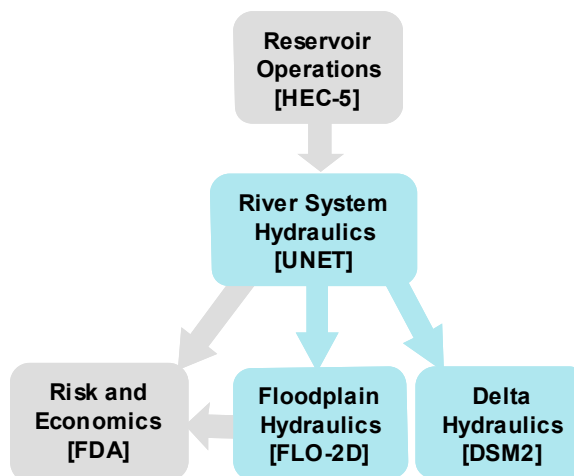 Reservoir
Operations
[HEC-5]
River System
Hydraulics
[UNET]
Risk and
Economics
[FDA]
Floodplain
Hydraulics
[FLO-2D]
Delta
Hydraulics
[DSM2]